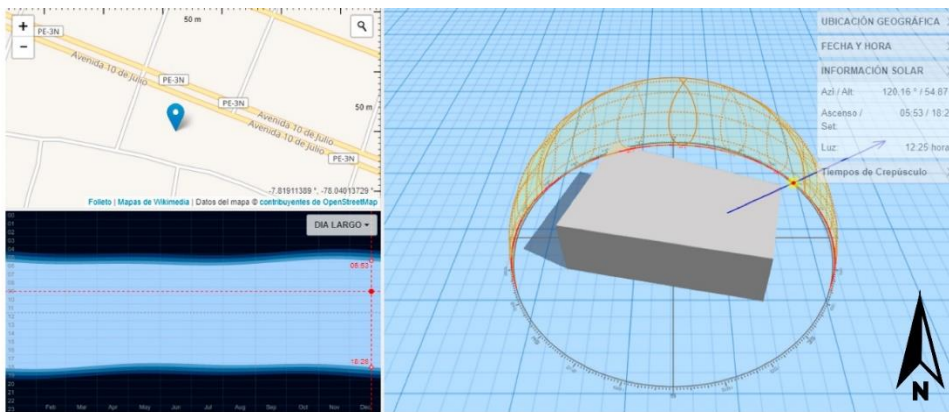 +
−
50 m
PE-3N
PE-3N
50 m
Avenida 10 de Julio
PE-3N
Avenida 10 de Julio
Avenida 10 de Julio
PE-3N
-7.81911389 °, -78.04013729 °
Folleto | Mapas de Wikimedia | Datos del mapa © contribuyentes de OpenStreetMap
DIA LARGO
05:53
18:28
Feb Mar Apr May Jun Jul Aug Sep Oct Nov Dec
UBICACIÓN GEOGRÁFICA
FECHA Y HORA
INFORMACIÓN SOLAR
Azi / Alt: 120.16 ° / 54.87
Ascenso / 05:53 / 18:2
Set:
Luz: 12.25 hora
Tiempos de Crepúsculo
N